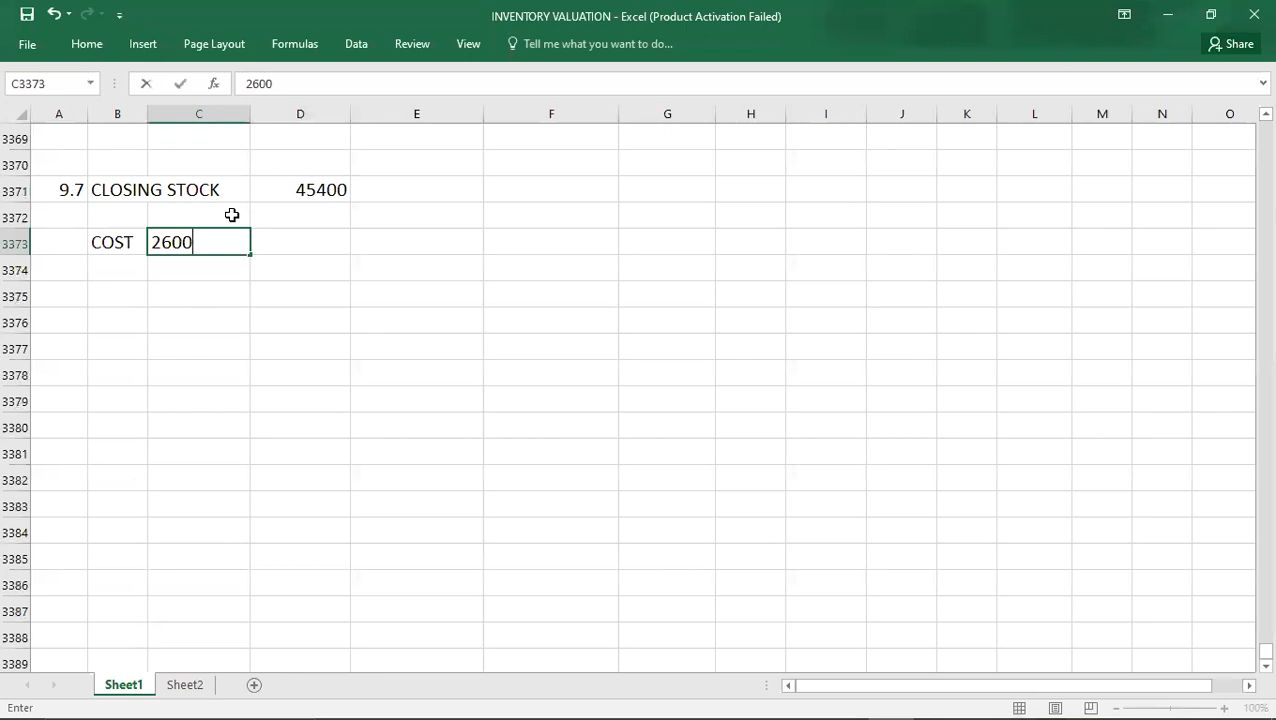 INVENTORY VALUATION - Excel (Product Activation Failed)
File Home Insert Page Layout Formulas Data Review View Tell me what you want to do... Share
C3373 fx 2600
A B C D E F G H I J K L M N O
3369
3370
3371 9.7 CLOSING STOCK 45400
3372
3373 COST 2600
3374
3375
3376
3377
3378
3379
3380
3381
3382
3383
3384
3385
3386
3387
3388
3389
Sheet1 Sheet2
Enter 100%